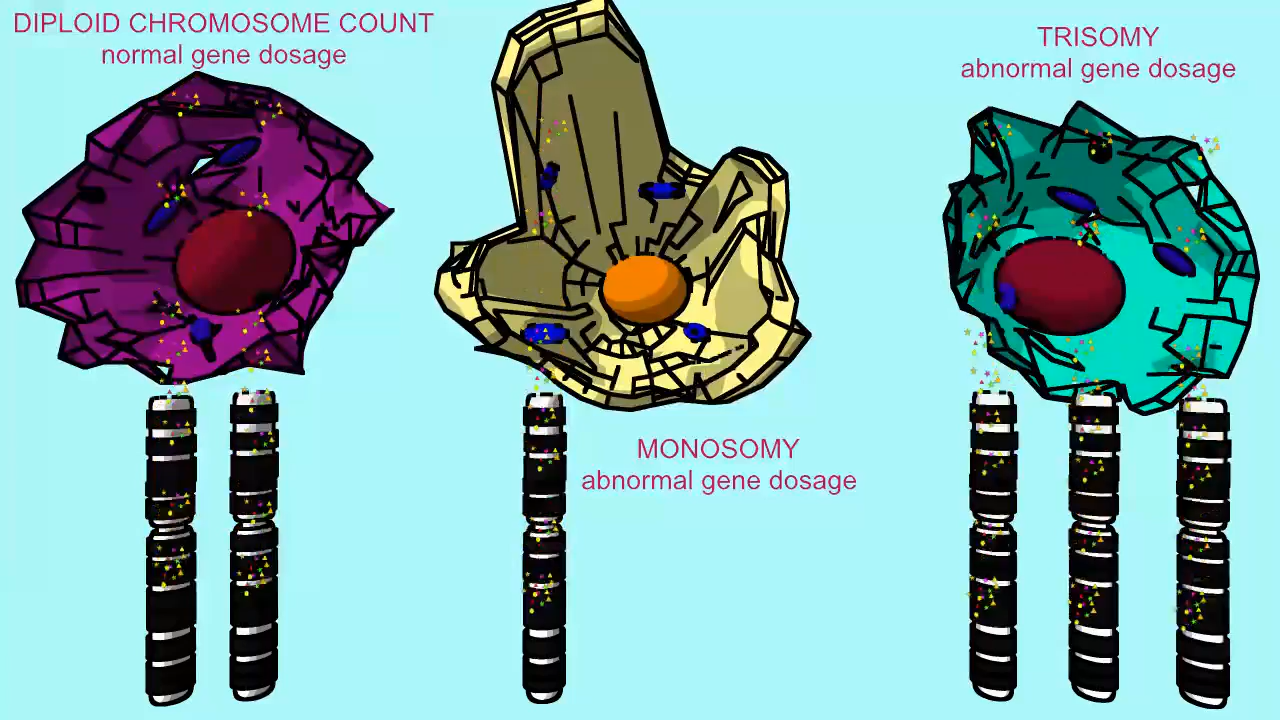 DIPLOID CHROMOSOME COUNT
normal gene dosage
TRISOMY
abnormal gene dosage
MONOSOMY
abnormal gene dosage